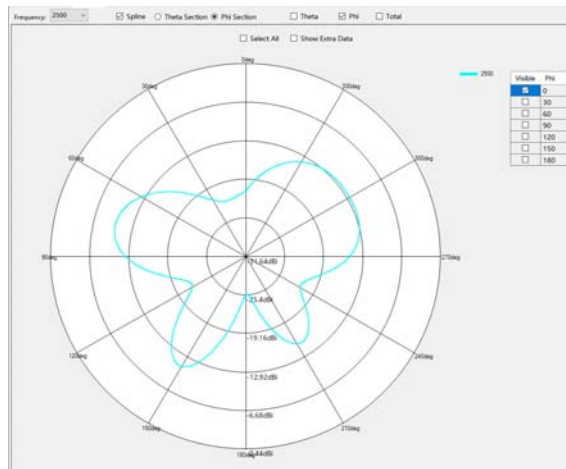 Frequency: 2500 Spline Theta Section Phi Section Theta Phi Total
Select All Show Extra Data
0deg
2500
Visible Phi
0
30
60
90
120
150
180
30deg
330deg
60deg
300deg
90deg
270deg
-31.64dBi
-25.4dBi
-19.16dBi
120deg
240deg
-12.92dBi
-6.68dBi
150deg
210deg
180deg